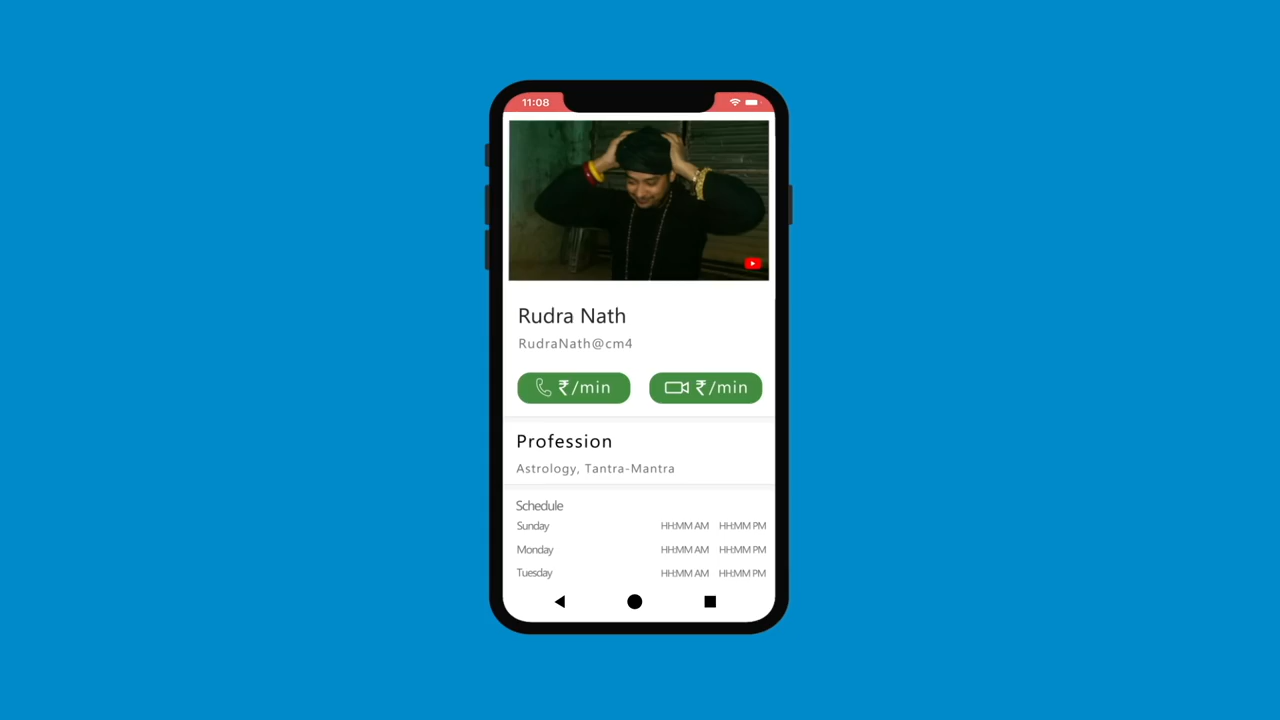 11:08
Rudra Nath
RudraNath@cm4
₹/min ₹/min
Profession
Astrology, Tantra-Mantra
Schedule
Sunday HH:MM AM HH:MM PM
Monday HH:MM AM HH:MM PM
Tuesday HH:MM AM HH:MM PM